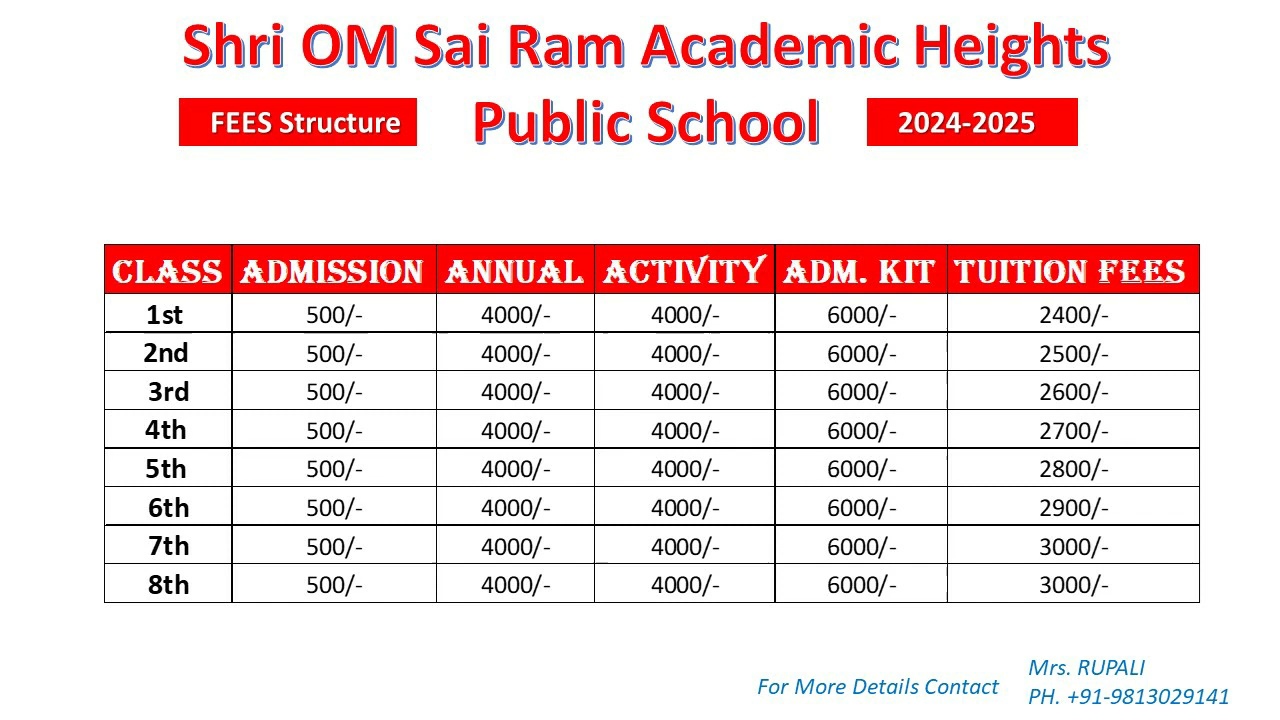 Shri OM Sai Ram Academic Heights
FEES Structure Public School 2024-2025
CLASS ADMISSION ANNUAL ACTIVITY ADM. KIT TUITION FEES
1st 500/- 4000/- 4000/- 6000/- 2400/-
2nd 500/- 4000/- 4000/- 6000/- 2500/-
3rd 500/- 4000/- 4000/- 6000/- 2600/-
4th 500/- 4000/- 4000/- 6000/- 2700/-
5th 500/- 4000/- 4000/- 6000/- 2800/-
6th 500/- 4000/- 4000/- 6000/- 2900/-
7th 500/- 4000/- 4000/- 6000/- 3000/-
8th 500/- 4000/- 4000/- 6000/- 3000/-
For More Details Contact
Mrs. RUPALI
PH. +91-9813029141